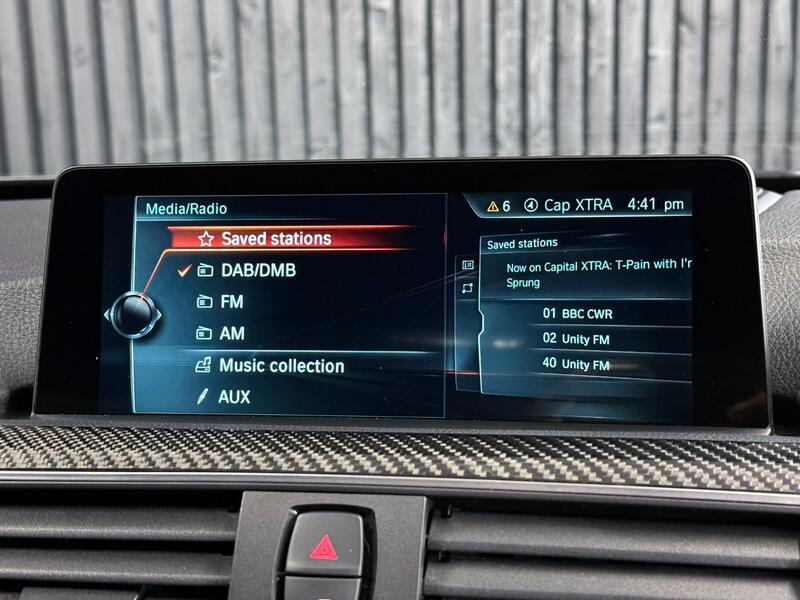 Media/Radio
6 Cap XTRA 4:41 pm
Saved stations
DAB/DMB
FM
AM
Music collection
AUX
Saved stations
Now on Capital XTRA: T-Pain with I'r
Sprung
01 BBC CWR
02 Unity FM
40 Unity FM